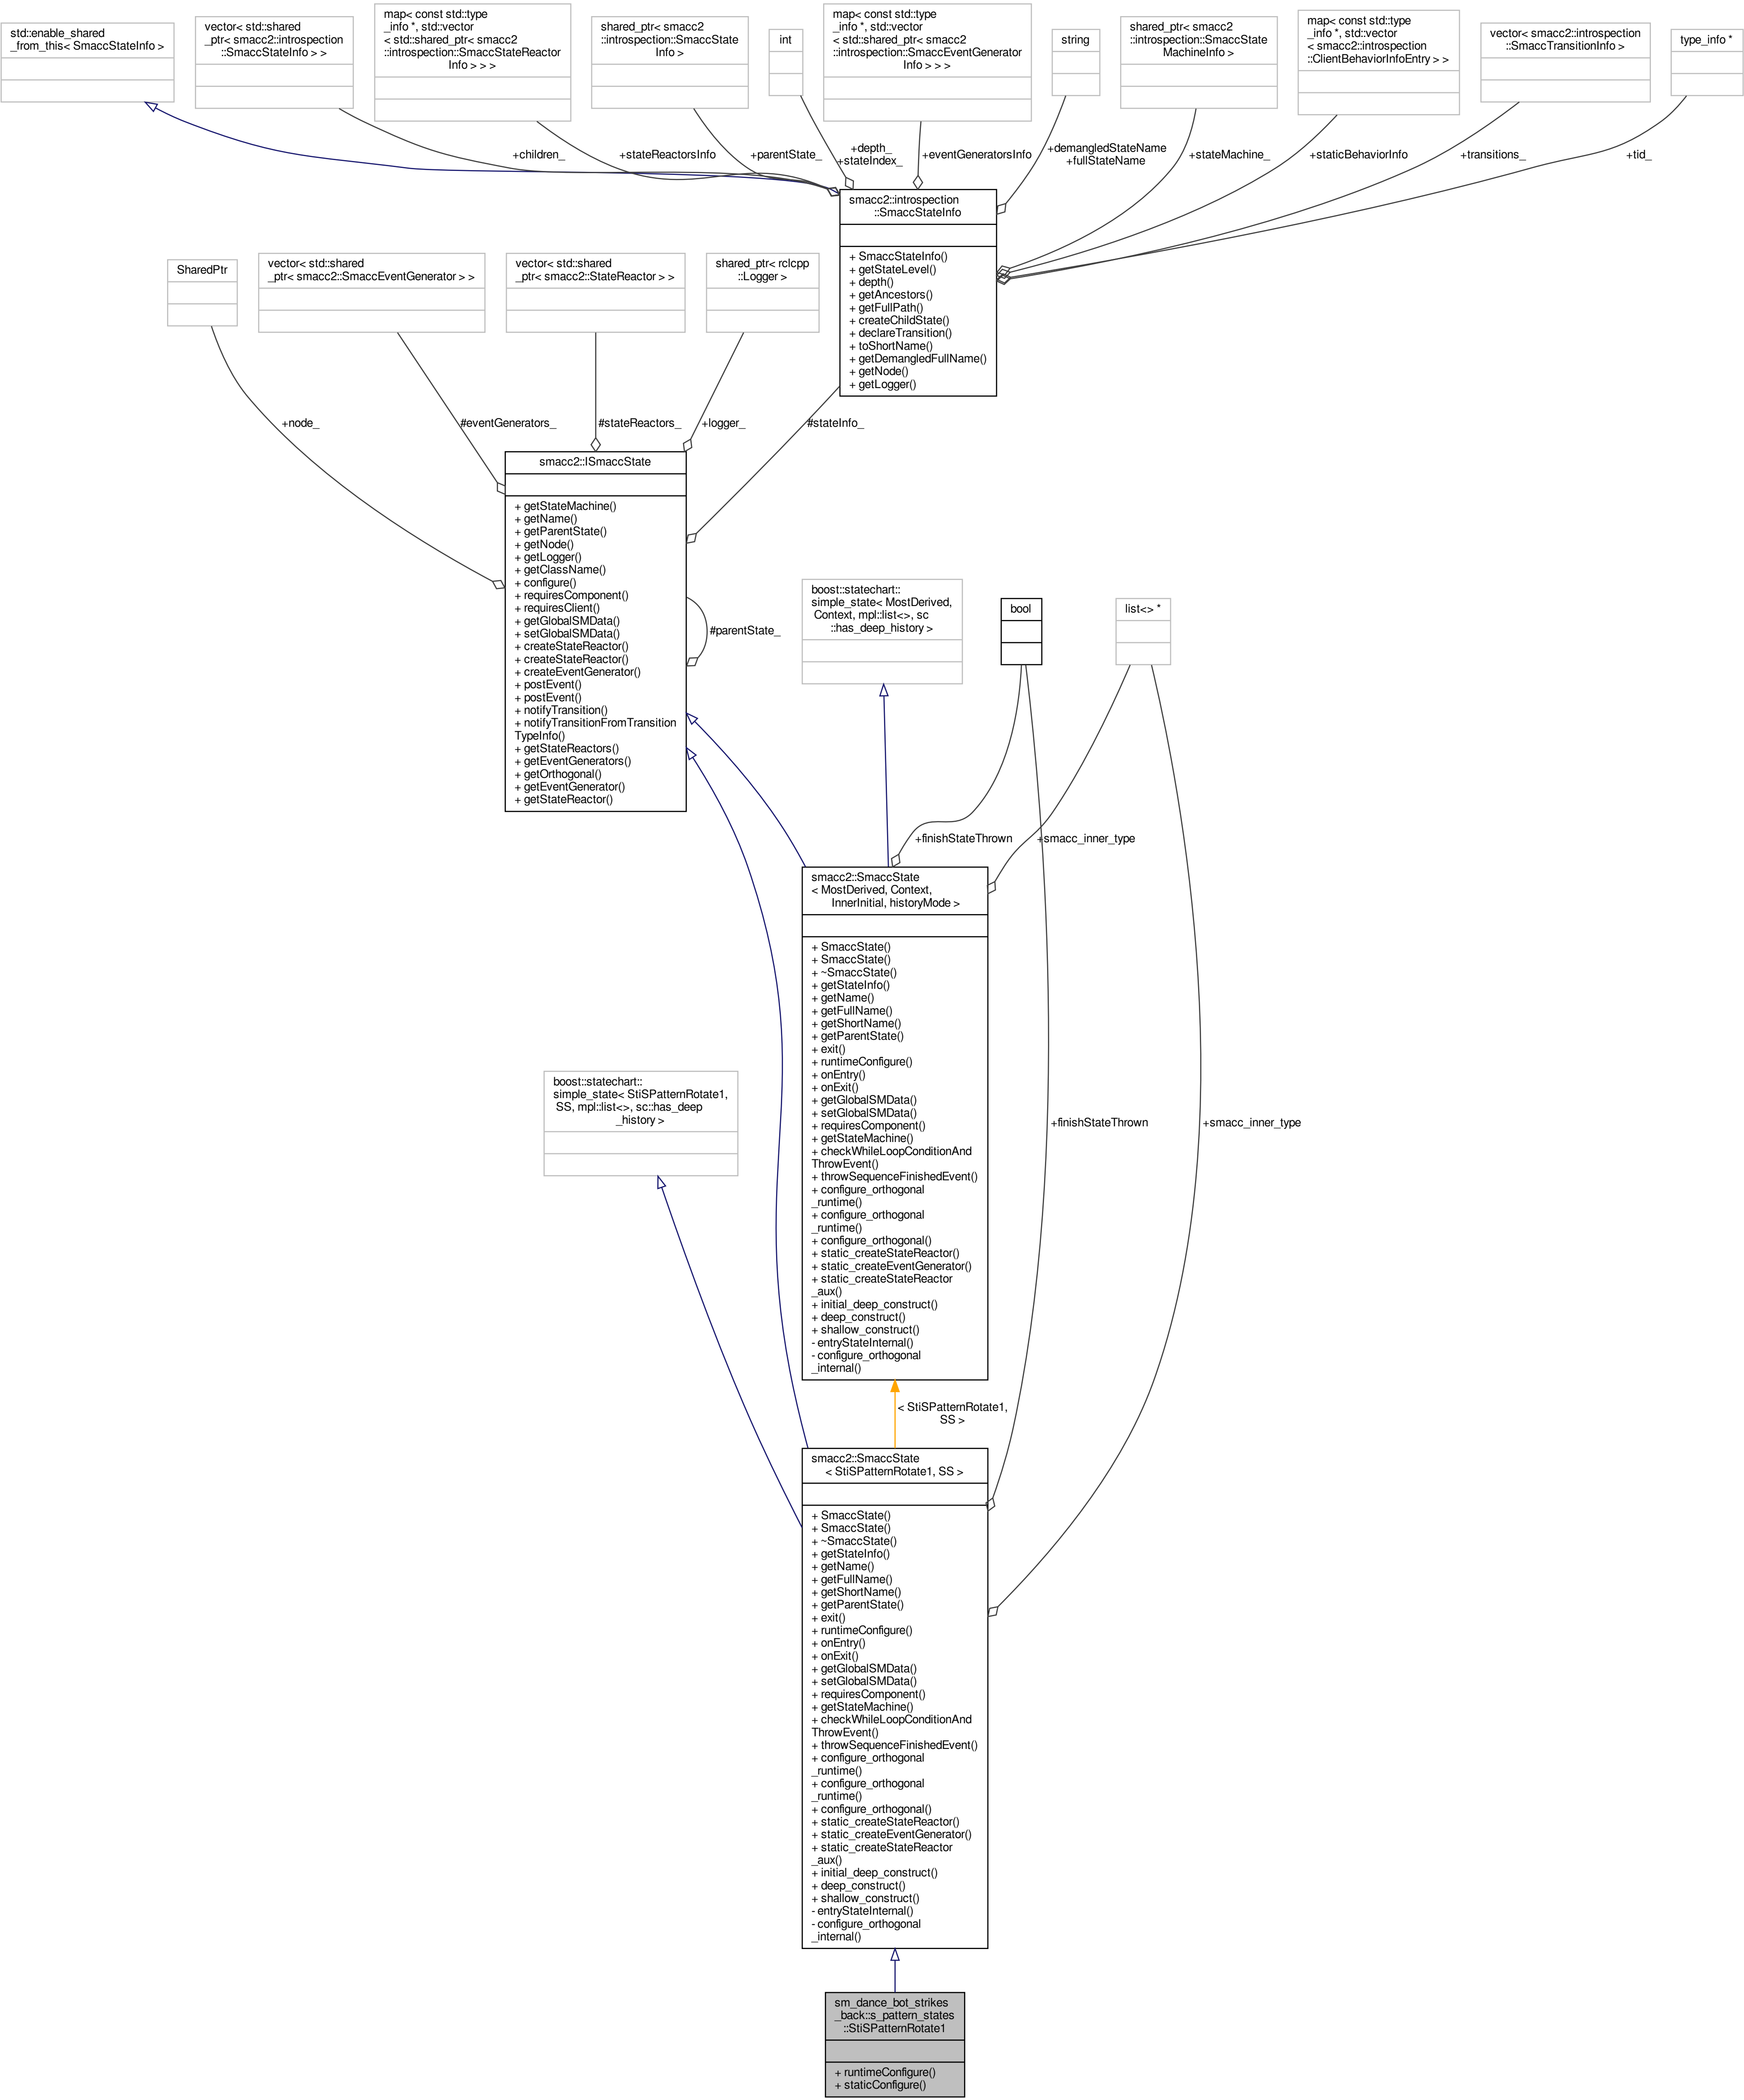 std::enable_shared
_from_this< SmaccStateInfo >
vector< std::shared
_ptr< smacc2::introspection
::SmaccStateInfo > >
map< const std::type
_info *, std::vector
< std::shared_ptr< smacc2
::introspection::SmaccStateReactor
Info > > >
shared_ptr< smacc2
::introspection::SmaccState
Info >
int
map< const std::type
_info *, std::vector
< std::shared_ptr< smacc2
::introspection::SmaccEventGenerator
Info > > >
string
shared_ptr< smacc2
::introspection::SmaccState
MachineInfo >
map< const std::type
_info *, std::vector
< smacc2::introspection
::ClientBehaviorInfoEntry > >
vector< smacc2::introspection
::SmaccTransitionInfo >
type_info *
+children_
+stateReactorsInfo
+parentState_
+depth_
+stateIndex_
+eventGeneratorsInfo
+demangledStateName
+fullStateName
+stateMachine_
+staticBehaviorInfo
+transitions_
+tid_
smacc2::introspection
::SmaccStateInfo
+ SmaccStateInfo()
+ getStateLevel()
+ depth()
+ getAncestors()
+ getFullPath()
+ createChildState()
+ declareTransition()
+ toShortName()
+ getDemangledFullName()
+ getNode()
+ getLogger()
SharedPtr
vector< std::shared
_ptr< smacc2::SmaccEventGenerator > >
vector< std::shared
_ptr< smacc2::StateReactor > >
shared_ptr< rclcpp
::Logger >
+node_
#eventGenerators_
#stateReactors_
+logger_
#stateInfo_
smacc2::ISmaccState
+ getStateMachine()
+ getName()
+ getParentState()
+ getNode()
+ getLogger()
+ getClassName()
+ configure()
+ requiresComponent()
+ requiresClient()
+ getGlobalSMData()
+ setGlobalSMData()
+ createStateReactor()
+ createStateReactor()
+ createEventGenerator()
+ postEvent()
+ postEvent()
+ notifyTransition()
+ notifyTransitionFromTransition
TypeInfo()
+ getStateReactors()
+ getEventGenerators()
+ getOrthogonal()
+ getEventGenerator()
+ getStateReactor()
#parentState_
boost::statechart::
simple_state< MostDerived,
Context, mpl::list<>, sc
::has_deep_history >
bool
list<> *
+finishStateThrown
+smacc_inner_type
smacc2::SmaccState
< MostDerived, Context,
InnerInitial, historyMode >
+ SmaccState()
+ SmaccState()
+ ~SmaccState()
+ getStateInfo()
+ getName()
+ getFullName()
+ getShortName()
+ getParentState()
+ exit()
+ runtimeConfigure()
+ onEntry()
+ onExit()
+ getGlobalSMData()
+ setGlobalSMData()
+ requiresComponent()
+ getStateMachine()
+ checkWhileLoopConditionAnd
ThrowEvent()
+ throwSequenceFinishedEvent()
+ configure_orthogonal
_runtime()
+ configure_orthogonal
_runtime()
+ configure_orthogonal()
+ static_createStateReactor()
+ static_createEventGenerator()
+ static_createStateReactor
_aux()
+ initial_deep_construct()
+ deep_construct()
+ shallow_construct()
- entryStateInternal()
- configure_orthogonal
_internal()
boost::statechart::
simple_state< StiSPatternRotate1,
SS, mpl::list<>, sc::has_deep
_history >
+finishStateThrown
+smacc_inner_type
< StiSPatternRotate1,
SS >
smacc2::SmaccState
< StiSPatternRotate1, SS >
+ SmaccState()
+ SmaccState()
+ ~SmaccState()
+ getStateInfo()
+ getName()
+ getFullName()
+ getShortName()
+ getParentState()
+ exit()
+ runtimeConfigure()
+ onEntry()
+ onExit()
+ getGlobalSMData()
+ setGlobalSMData()
+ requiresComponent()
+ getStateMachine()
+ checkWhileLoopConditionAnd
ThrowEvent()
+ throwSequenceFinishedEvent()
+ configure_orthogonal
_runtime()
+ configure_orthogonal
_runtime()
+ configure_orthogonal()
+ static_createStateReactor()
+ static_createEventGenerator()
+ static_createStateReactor
_aux()
+ initial_deep_construct()
+ deep_construct()
+ shallow_construct()
- entryStateInternal()
- configure_orthogonal
_internal()
sm_dance_bot_strikes
_back::s_pattern_states
::StiSPatternRotate1
+ runtimeConfigure()
+ staticConfigure()